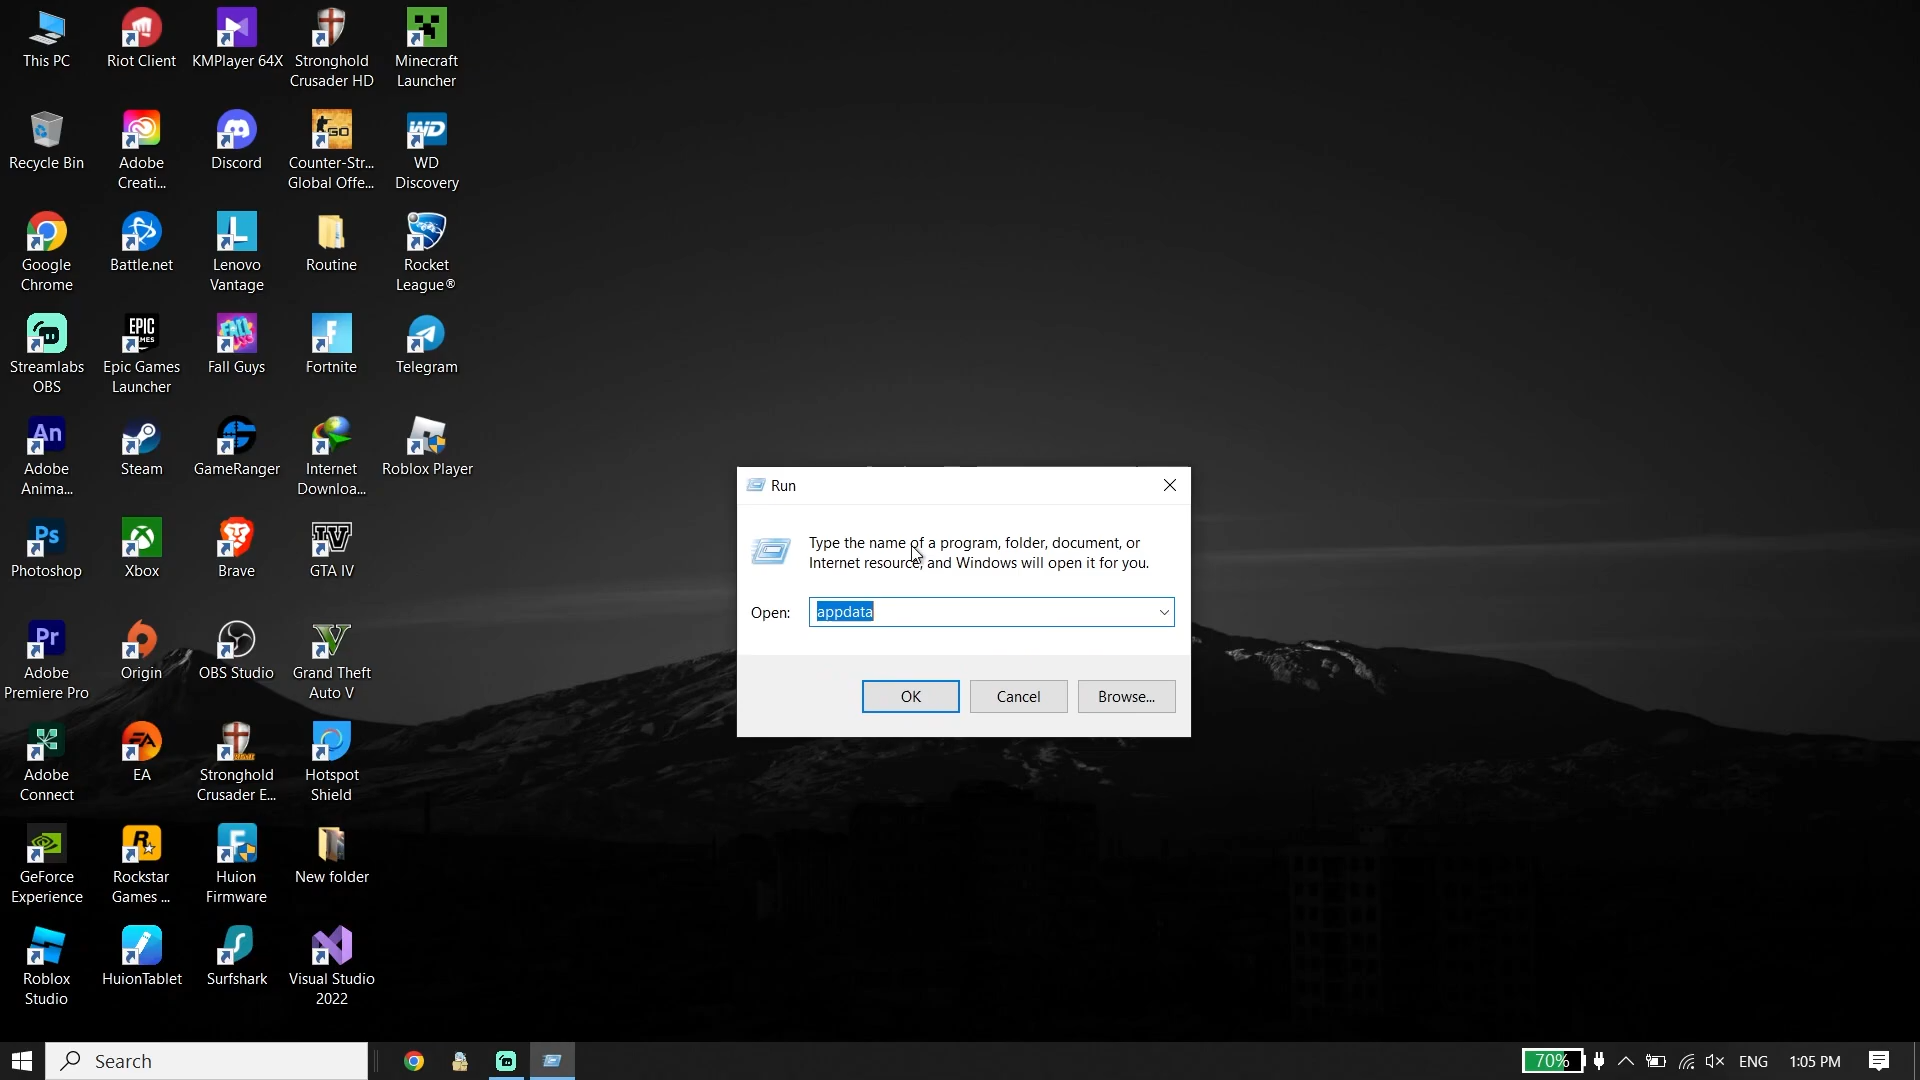 This PC
Riot Client
KMPlayer 64X
Stronghold
Crusader HD
Minecraft
Launcher
Recycle Bin
Adobe
Creati...
Discord
Counter-Str...
Global Offe...
WD
Discovery
Google
Chrome
Battle.net
Lenovo
Vantage
Routine
Rocket
League®
Streamlabs
OBS
Epic Games
Launcher
Fall Guys
Fortnite
Telegram
Adobe
Anima...
Steam
GameRanger
Internet
Downloa...
Roblox Player
Photoshop
Xbox
Brave
GTA IV
Adobe
Premiere Pro
Origin
OBS Studio
Grand Theft
Auto V
Adobe
Connect
EA
Stronghold
Crusader E...
Hotspot
Shield
GeForce
Experience
Rockstar
Games ...
Huion
Firmware
New folder
Roblox
Studio
HuionTablet
Surfshark
Visual Studio
2022
Run
Type the name of a program, folder, document, or
Internet resource, and Windows will open it for you.
Open: appdata
OK Cancel Browse...
Search
70% ENG 1:05 PM